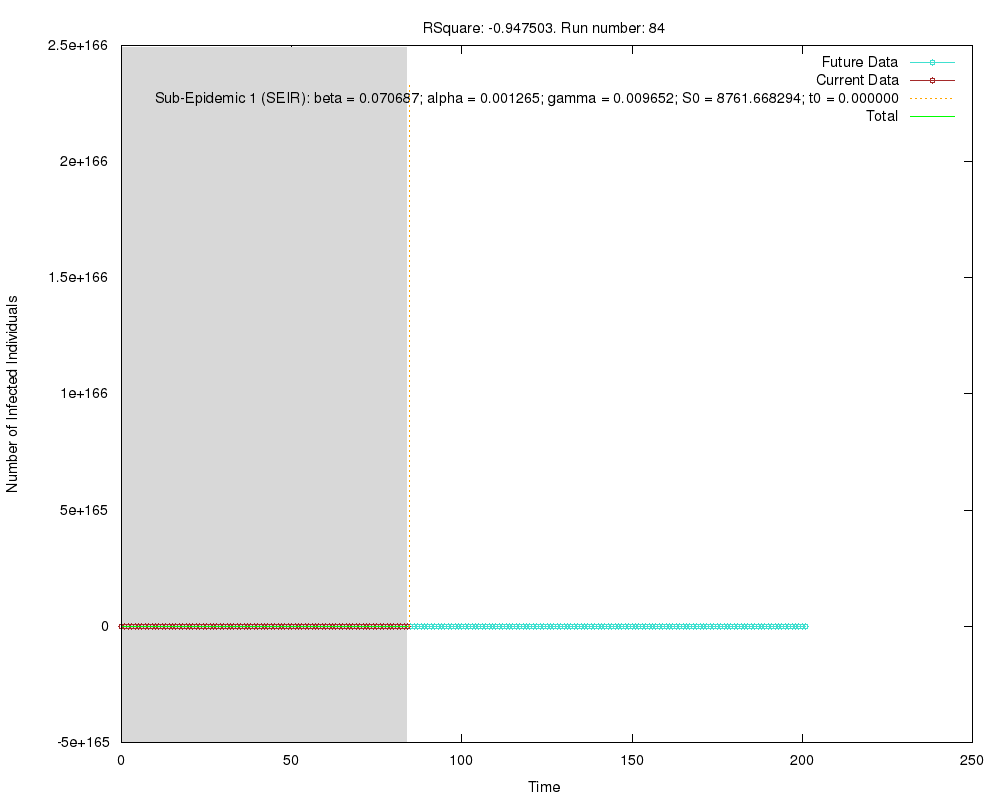 RSquare: -0.947503. Run number: 84
2.5e+166
2e+166
1.5e+166
1e+166
5e+165
0
-5e+165
Number of Infected Individuals
Future Data
Current Data
Sub-Epidemic 1 (SEIR): beta = 0.070687; alpha = 0.001265; gamma = 0.009652; S0 = 8761.668294; t0 = 0.000000
Total
0
50
100
150
200
250
Time